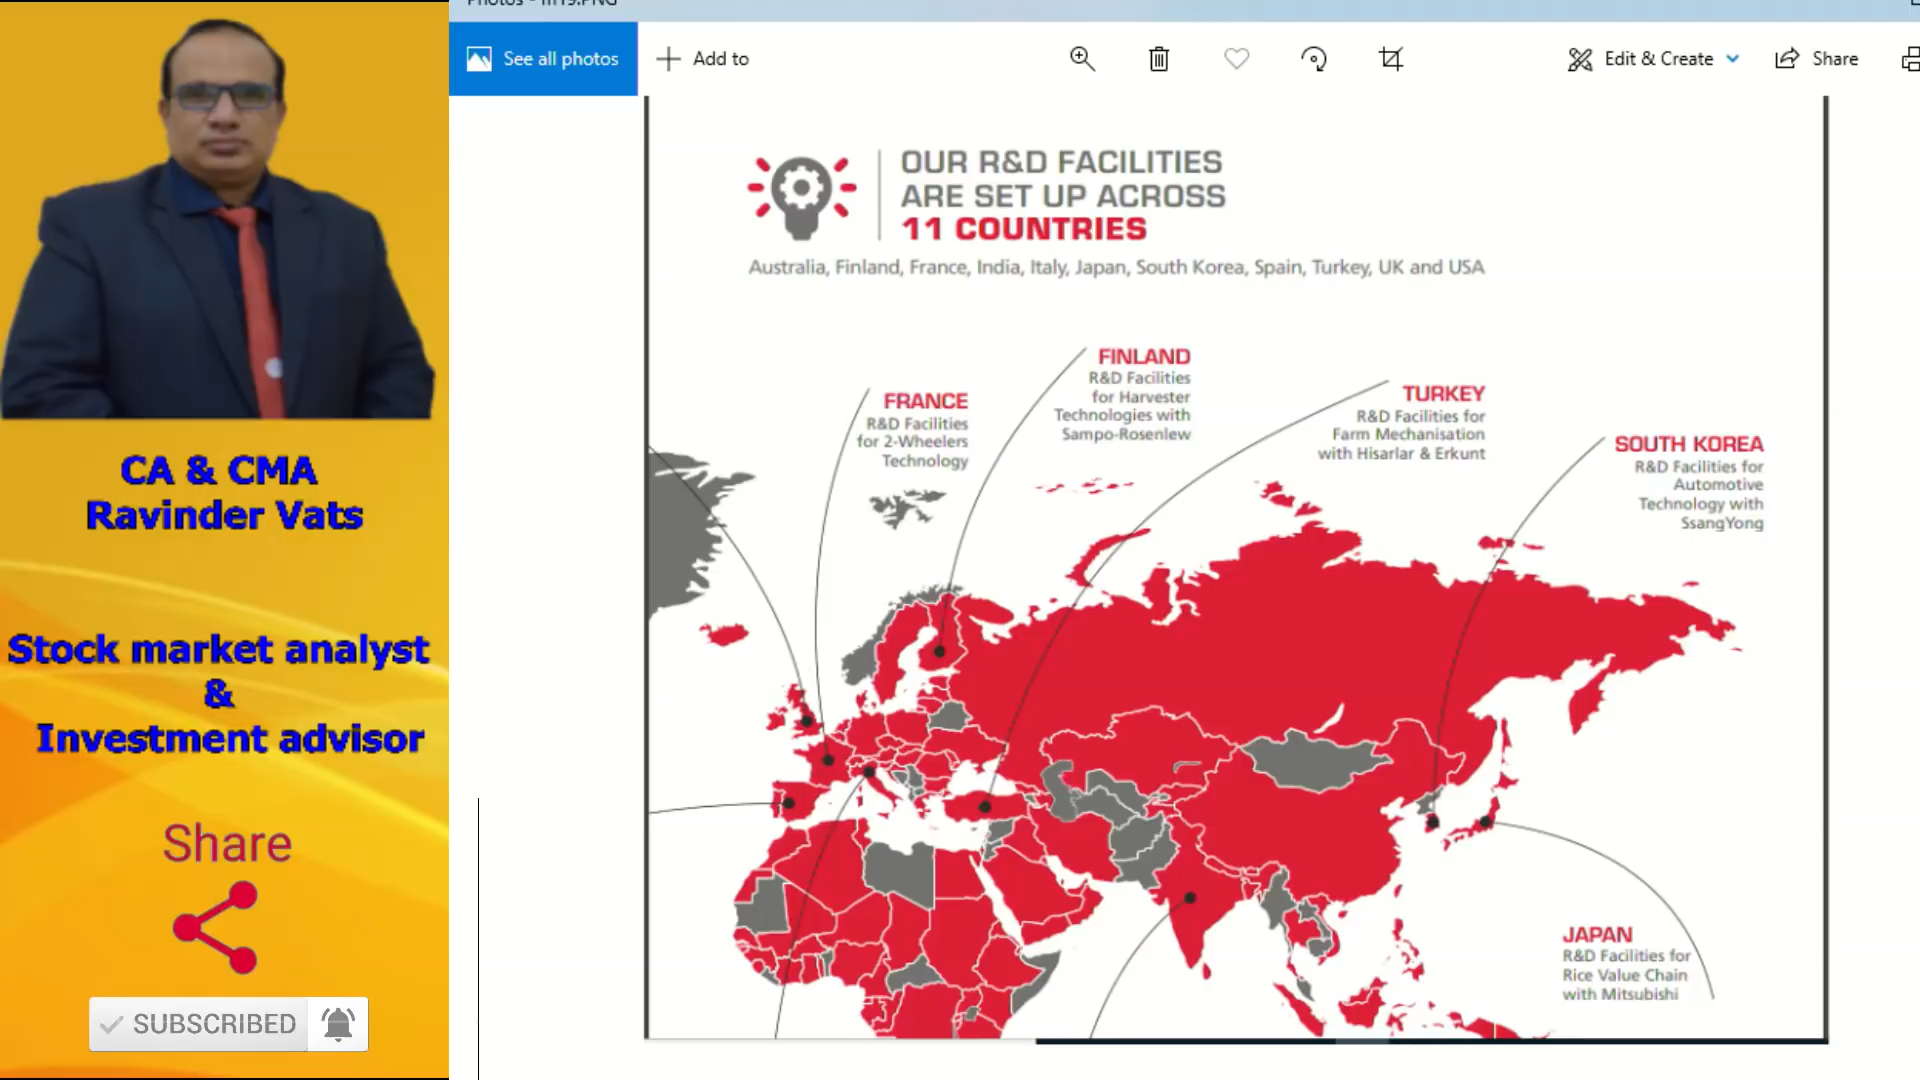 CA & CMA
Ravinder Vats
Stock market analyst
&
Investment advisor
Share
SUBSCRIBED
See all photos
Add to
Edit & Create
Share
OUR R&D FACILITIES
ARE SET UP ACROSS
11 COUNTRIES
Australia, Finland, France, India, Italy, Japan, South Korea, Spain, Turkey, UK and USA
FRANCE
R&D Facilities
for 2-Wheelers
Technology
FINLAND
R&D Facilities
for Harvester
Technologies with
Sampo-Rosenlew
TURKEY
R&D Facilities for
Farm Mechanisation
with Hisarlar & Erkunt
SOUTH KOREA
R&D Facilities for
Automotive
Technology with
SsangYong
JAPAN
R&D Facilities for
Rice Value Chain
with Mitsubishi